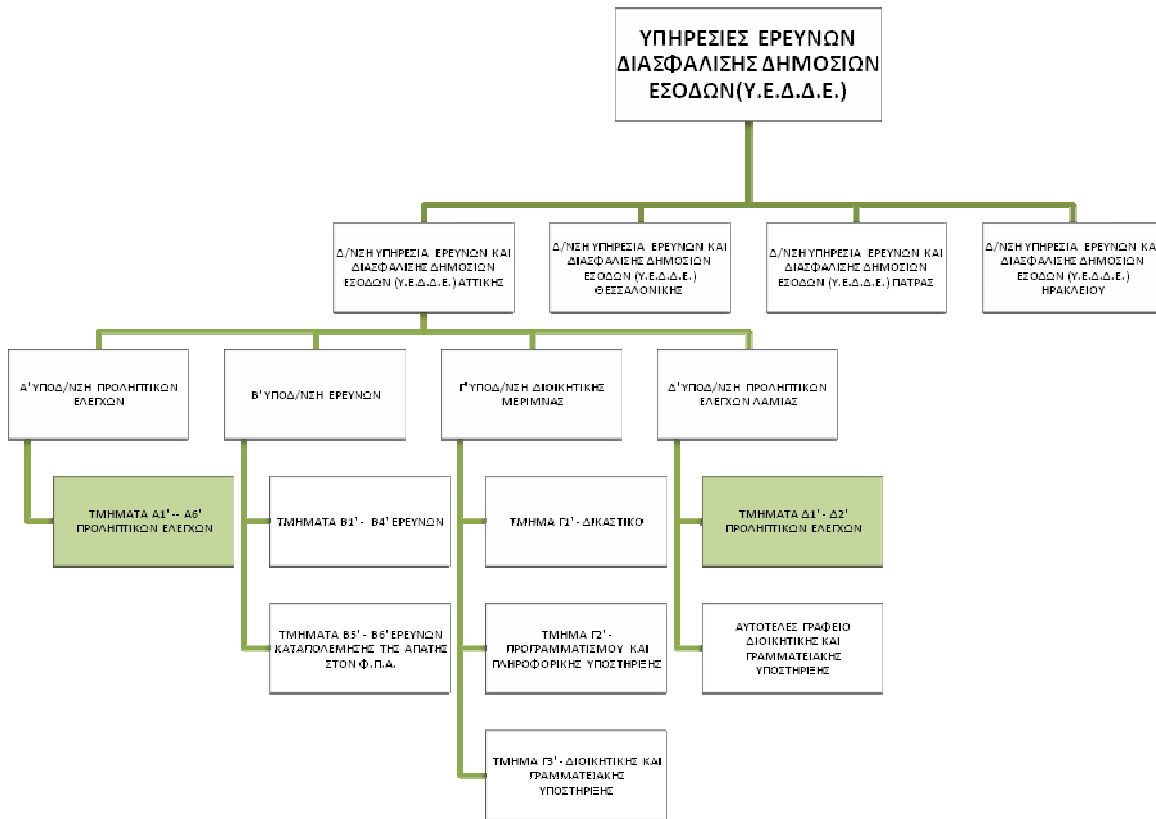 ΥΠΗΡΕΣΙΕΣ ΕΡΕΥΝΩΝ
ΔΙΑΣΦΑΛΙΣΗΣ ΔΗΜΟΣΙΩΝ
ΕΣΟΔΩΝ(Υ.Ε.Δ.Δ.Ε.)
Δ/ΝΣΗ ΥΠΗΡΕΣΙΑ ΕΡΕΥΝΩΝ ΚΑΙ
ΔΙΑΣΦΑΛΙΣΗΣ ΔΗΜΟΣΙΩΝ
ΕΣΟΔΩΝ (Υ.Ε.Δ.Δ.Ε.) ΑΤΤΙΚΗΣ
Δ/ΝΣΗ ΥΠΗΡΕΣΙΑ ΕΡΕΥΝΩΝ ΚΑΙ
ΔΙΑΣΦΑΛΙΣΗΣ ΔΗΜΟΣΙΩΝ
ΕΣΟΔΩΝ (Υ.Ε.Δ.Δ.Ε.)
ΘΕΣΣΑΛΟΝΙΚΗΣ
Δ/ΝΣΗ ΥΠΗΡΕΣΙΑ ΕΡΕΥΝΩΝ ΚΑΙ
ΔΙΑΣΦΑΛΙΣΗΣ ΔΗΜΟΣΙΩΝ
ΕΣΟΔΩΝ (Υ.Ε.Δ.Δ.Ε.) ΠΑΤΡΑΣ
Δ/ΝΣΗ ΥΠΗΡΕΣΙΑ ΕΡΕΥΝΩΝ ΚΑΙ
ΔΙΑΣΦΑΛΙΣΗΣ ΔΗΜΟΣΙΩΝ
ΕΣΟΔΩΝ (Υ.Ε.Δ.Δ.Ε.)
ΗΡΑΚΛΕΙΟΥ
Α' ΥΠΟΔ/ΝΣΗ ΠΡΟΛΗΠΤΙΚΩΝ
ΕΛΕΓΧΩΝ
Β' ΥΠΟΔ/ΝΣΗ ΕΡΕΥΝΩΝ
Γ' ΥΠΟΔ/ΝΣΗ ΔΙΟΙΚΗΤΙΚΗΣ
ΜΕΡΙΜΝΑΣ
Δ' ΥΠΟΔ/ΝΣΗ ΠΡΟΛΗΠΤΙΚΩΝ
ΕΛΕΓΧΩΝ ΛΑΜΙΑΣ
ΤΜΗΜΑΤΑ Α1' -- Α6'
ΠΡΟΛΗΠΤΙΚΩΝ ΕΛΕΓΧΩΝ
ΤΜΗΜΑΤΑ Β1' - Β4' ΕΡΕΥΝΩΝ
ΤΜΗΜΑ Γ1' - ΔΙΚΑΣΤΙΚΟ
ΤΜΗΜΑΤΑ Δ1' - Δ2'
ΠΡΟΛΗΠΤΙΚΩΝ ΕΛΕΓΧΩΝ
ΤΜΗΜΑΤΑ Β5' - Β6' ΕΡΕΥΝΩΝ
ΚΑΤΑΠΟΛΕΜΗΣΗΣ ΤΗΣ ΑΠΑΤΗΣ
ΣΤΟΝ Φ.Π.Α.
ΤΜΗΜΑ Γ2' -
ΠΡΟΓΡΑΜΜΑΤΙΣΜΟΥ ΚΑΙ
ΠΛΗΡΟΦΟΡΙΚΗΣ ΥΠΟΣΤΗΡΙΞΗΣ
ΑΥΤΟΤΕΛΕΣ ΓΡΑΦΕΙΟ
ΔΙΟΙΚΗΤΙΚΗΣ ΚΑΙ
ΓΡΑΜΜΑΤΕΙΑΚΗΣ
ΥΠΟΣΤΗΡΙΞΗΣ
ΤΜΗΜΑ Γ3' - ΔΙΟΙΚΗΤΙΚΗΣ ΚΑΙ
ΓΡΑΜΜΑΤΕΙΑΚΗΣ
ΥΠΟΣΤΗΡΙΞΗΣ